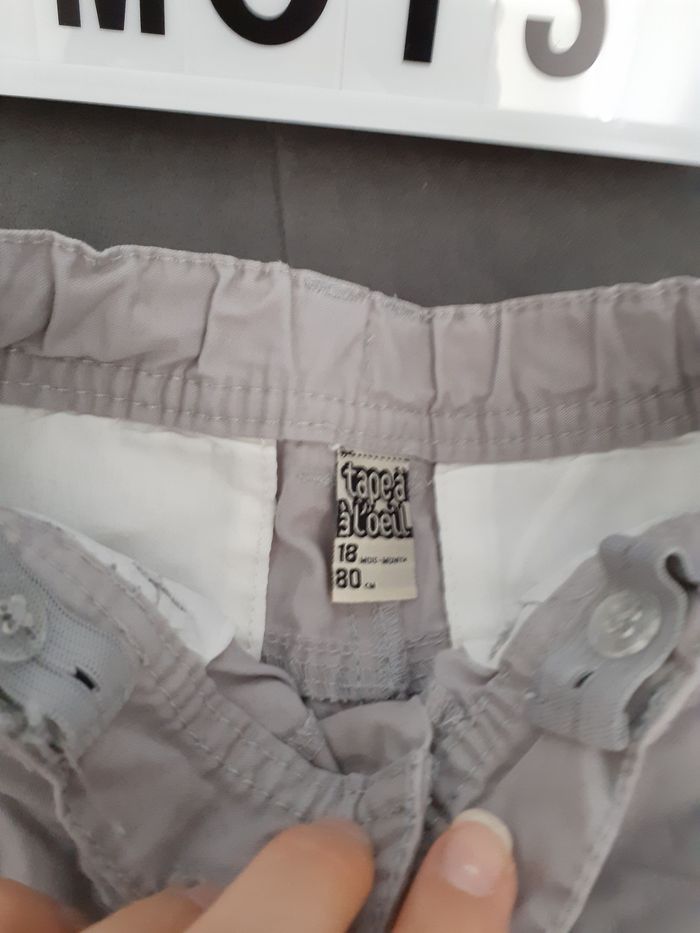 MOIS
tape à
à l'oeil
18 MOIS-MONTH
80 CM